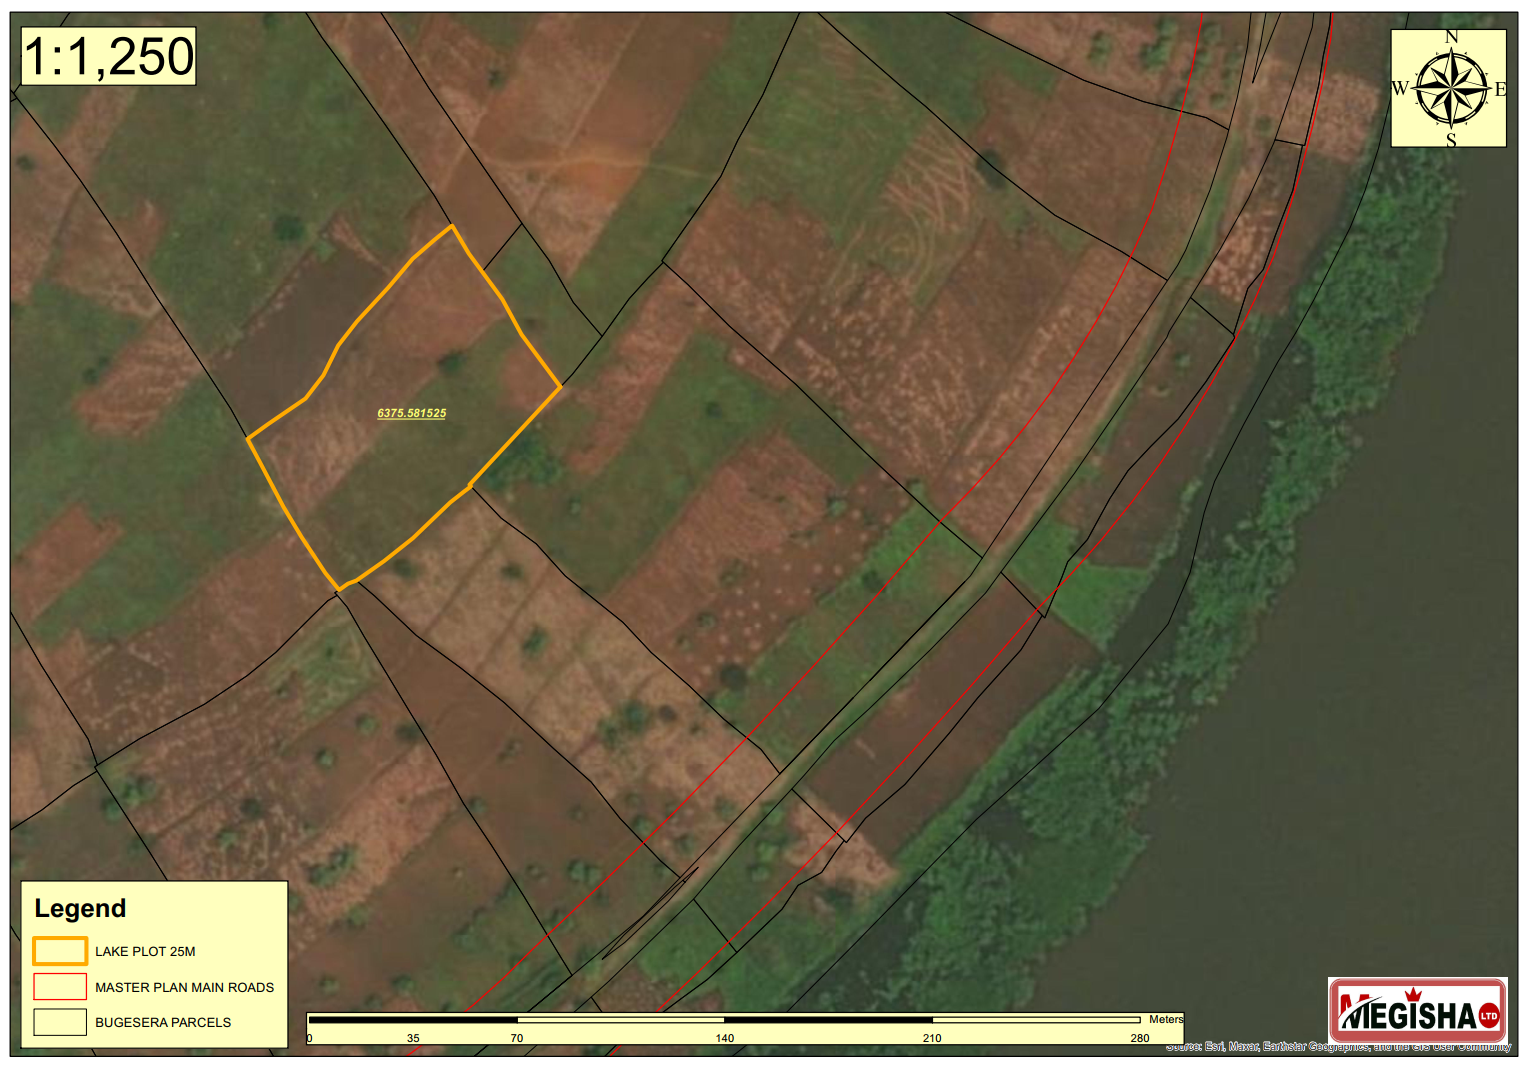 1:1,250
N
W E
S
6375.581525
Legend
LAKE PLOT 25M
MASTER PLAN MAIN ROADS
BUGESERA PARCELS
Meters
0 35 70 140 210 280
MEGISHA LTD
Source: Esri, Maxar, Earthstar Geographics, and the GIS User Community